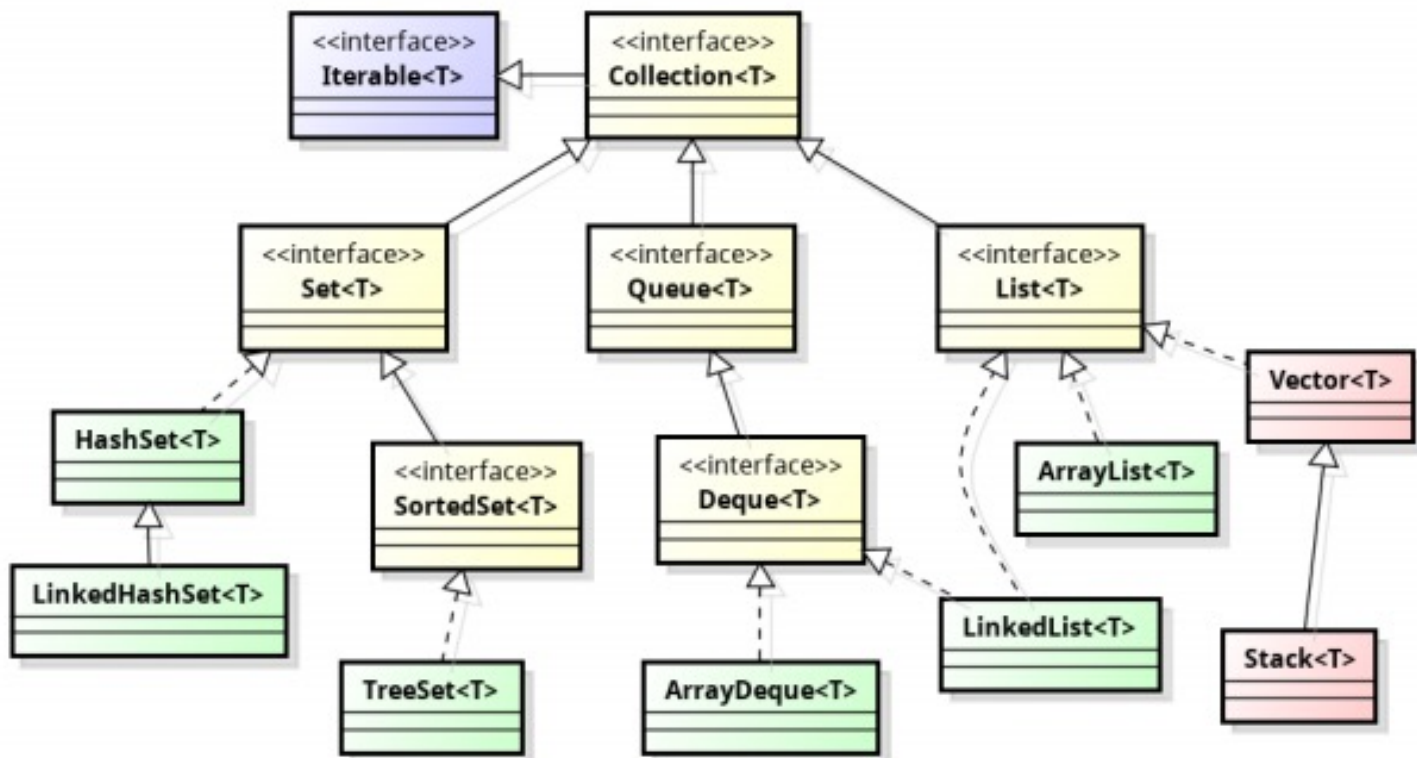 <<interface>>
Iterable<T>
<<interface>>
Collection<T>
<<interface>>
Set<T>
<<interface>>
Queue<T>
<<interface>>
List<T>
Vector<T>
HashSet<T>
<<interface>>
SortedSet<T>
<<interface>>
Deque<T>
ArrayList<T>
LinkedHashSet<T>
LinkedList<T>
Stack<T>
TreeSet<T>
ArrayDeque<T>